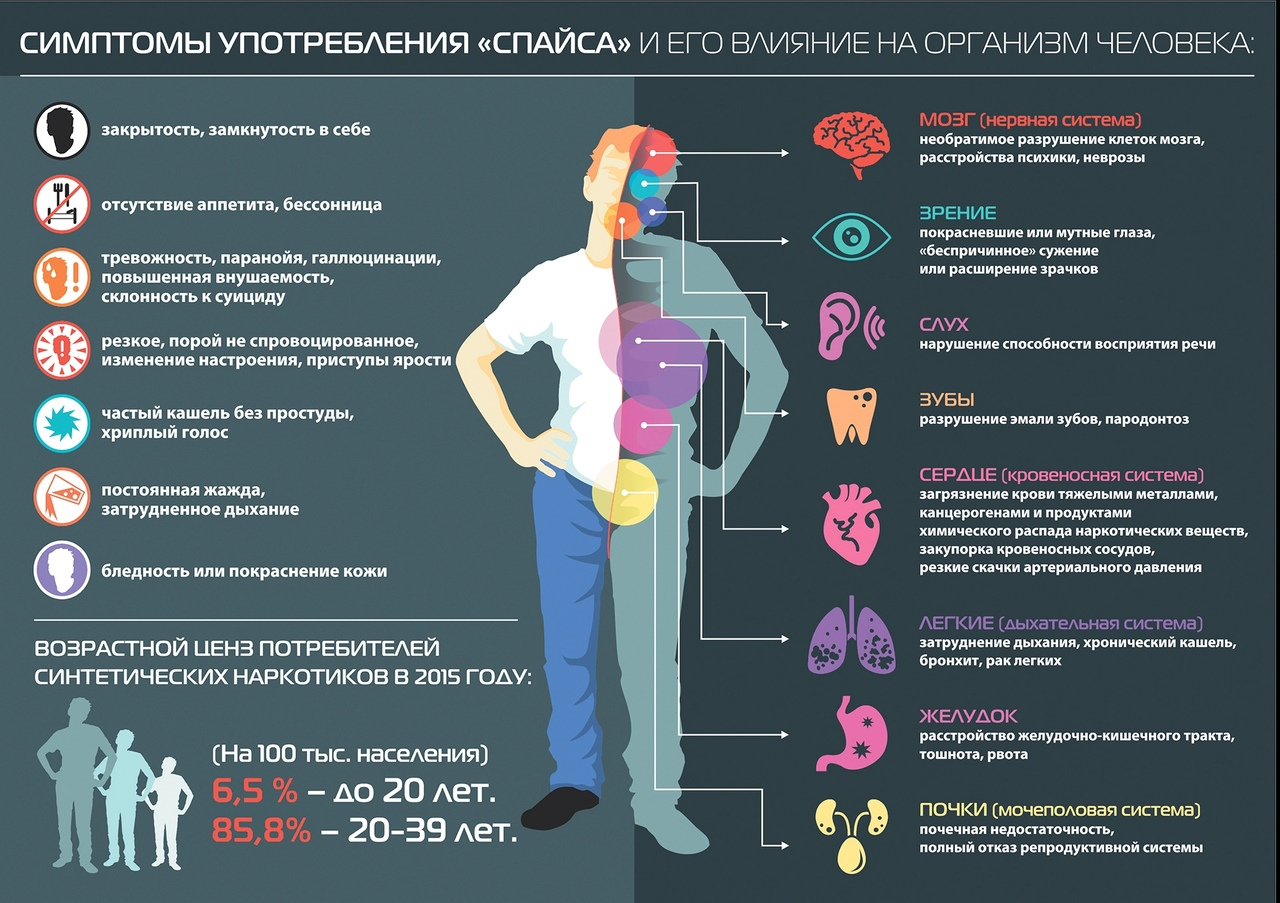 СИМПТОМЫ УПОТРЕБЛЕНИЯ «СПАЙСА» И ЕГО ВЛИЯНИЕ НА ОРГАНИЗМ ЧЕЛОВЕКА:
закрытость, замкнутость в себе
отсутствие аппетита, бессонница
тревожность, паранойя, галлюцинации,
повышенная внушаемость,
склонность к суициду
резкое, порой не спровоцированное,
изменение настроения, приступы ярости
частый кашель без простуды,
хриплый голос
постоянная жажда,
затрудненное дыхание
бледность или покраснение кожи
ВОЗРАСТНОЙ ЦЕНЗ ПОТРЕБИТЕЛЕЙ
СИНТЕТИЧЕСКИХ НАРКОТИКОВ В 2015 ГОДУ:
(На 100 тыс. населения)
6,5 % – до 20 лет.
85,8% – 20-39 лет.
МОЗГ (нервная система)
необратимое разрушение клеток мозга,
расстройства психики, неврозы
ЗРЕНИЕ
покрасневшие или мутные глаза,
«беспричинное» сужение
или расширение зрачков
СЛУХ
нарушение способности восприятия речи
ЗУБЫ
разрушение эмали зубов, пародонтоз
СЕРДЦЕ (кровеносная система)
загрязнение крови тяжелыми металлами,
канцерогенами и продуктами
химического распада наркотических веществ,
закупорка кровеносных сосудов,
резкие скачки артериального давления
ЛЕГКИЕ (дыхательная система)
затруднение дыхания, хронический кашель,
бронхит, рак легких
ЖЕЛУДОК
расстройство желудочно-кишечного тракта,
тошнота, рвота
ПОЧКИ (мочеполовая система)
почечная недостаточность,
полный отказ репродуктивной системы